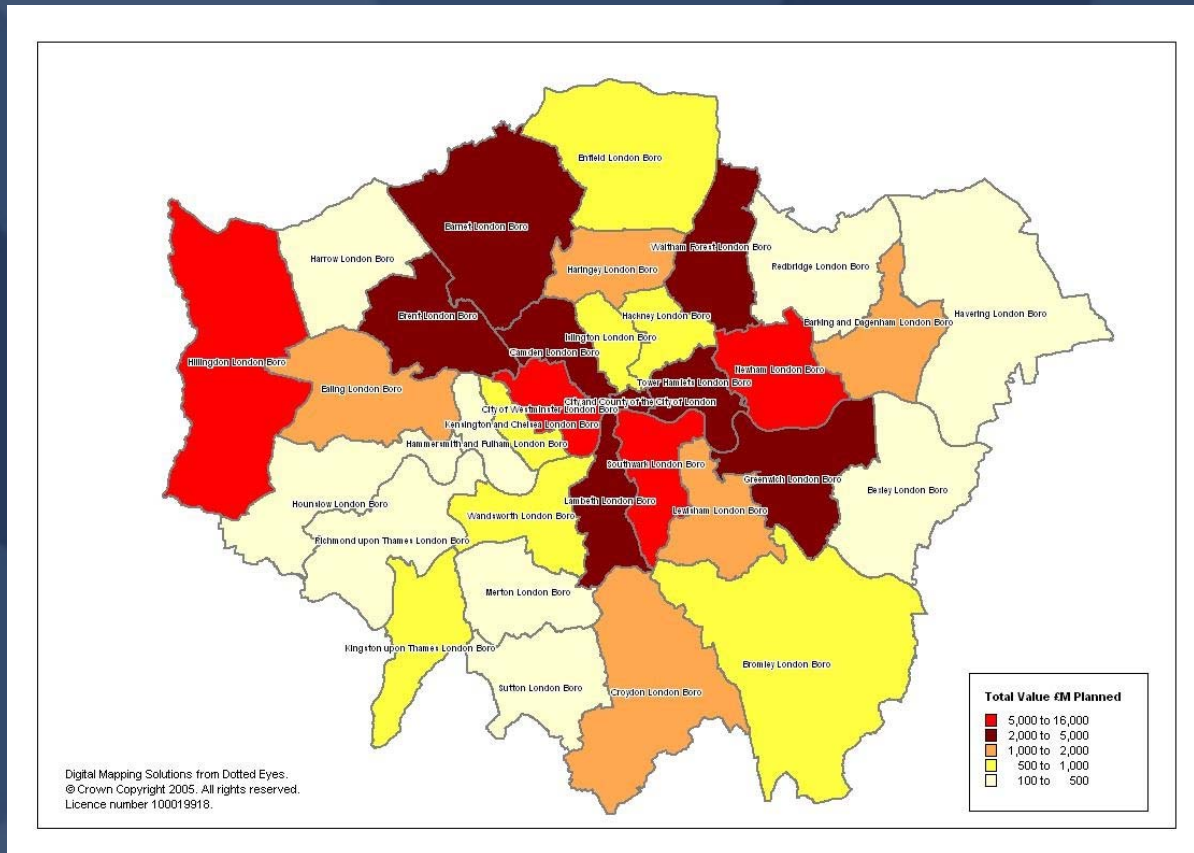 Enfield London Boro
Barnet London Boro
Waltham Forest London Boro
Harrow London Boro
Haringey London Boro
Redbridge London Boro
Brent London Boro
Hackney London Boro
Barking and Dagenham London Boro
Havering London Boro
Islington London Boro
Camden London Boro
Hillingdon London Boro
Newham London Boro
Ealing London Boro
Tower Hamlets London Boro
City and County of the City of London
City of Westminster London Boro
Kensington and Chelsea London Boro
Hammersmith and Fulham London Boro
Southwark London Boro
Greenwich London Boro
Bexley London Boro
Hounslow London Boro
Lambeth London Boro
Lewisham London Boro
Wandsworth London Boro
Richmond upon Thames London Boro
Merton London Boro
Kingston upon Thames London Boro
Bromley London Boro
Sutton London Boro
Croydon London Boro
Total Value £M Planned
5,000 to 16,000
2,000 to 5,000
1,000 to 2,000
500 to 1,000
100 to 500
Digital Mapping Solutions from Dotted Eyes.
© Crown Copyright 2005. All rights reserved.
Licence number 100019918.